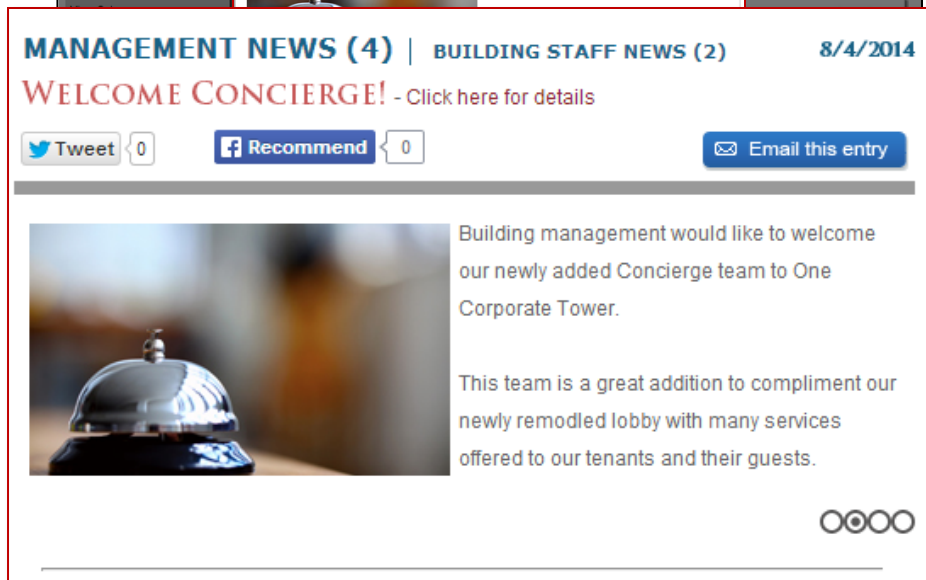 MANAGEMENT NEWS (4) | BUILDING STAFF NEWS (2) 8/4/2014
WELCOME CONCIERGE! - Click here for details
Tweet 0 Recommend 0 Email this entry
Building management would like to welcome
our newly added Concierge team to One
Corporate Tower.
This team is a great addition to compliment our
newly remodled lobby with many services
offered to our tenants and their guests.